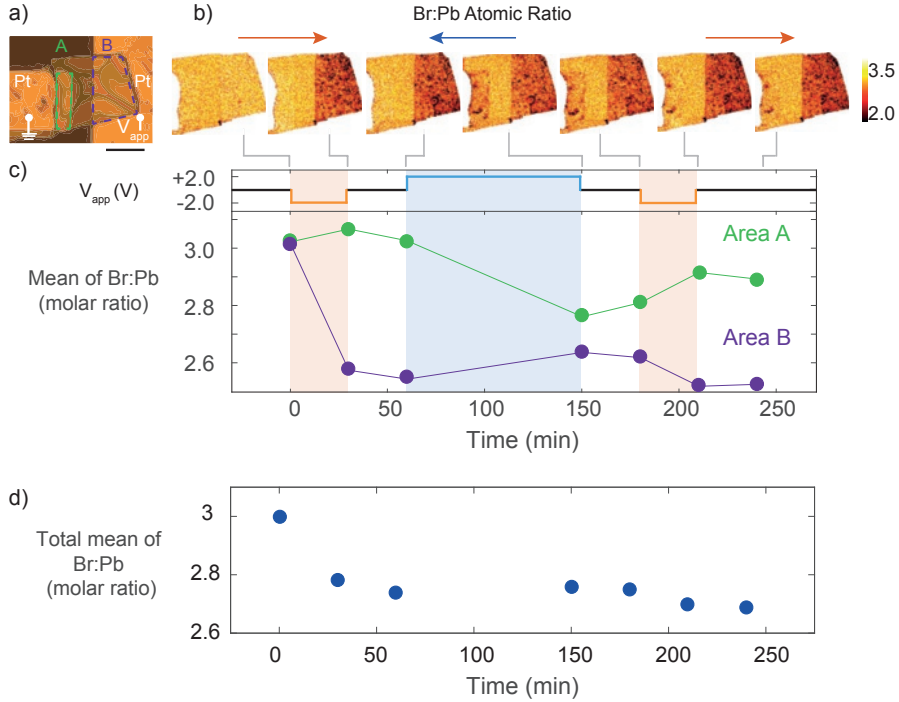 a)
A
B
Pt
Pt
V app
b)
Br:Pb Atomic Ratio
3.5
2.0
c)
V app (V)
+2.0
-2.0
Mean of Br:Pb
(molar ratio)
3.0
2.8
2.6
Area A
Area B
0 50 100 150 200 250
Time (min)
d)
Total mean of
Br:Pb
(molar ratio)
3
2.8
2.6
0 50 100 150 200 250
Time (min)